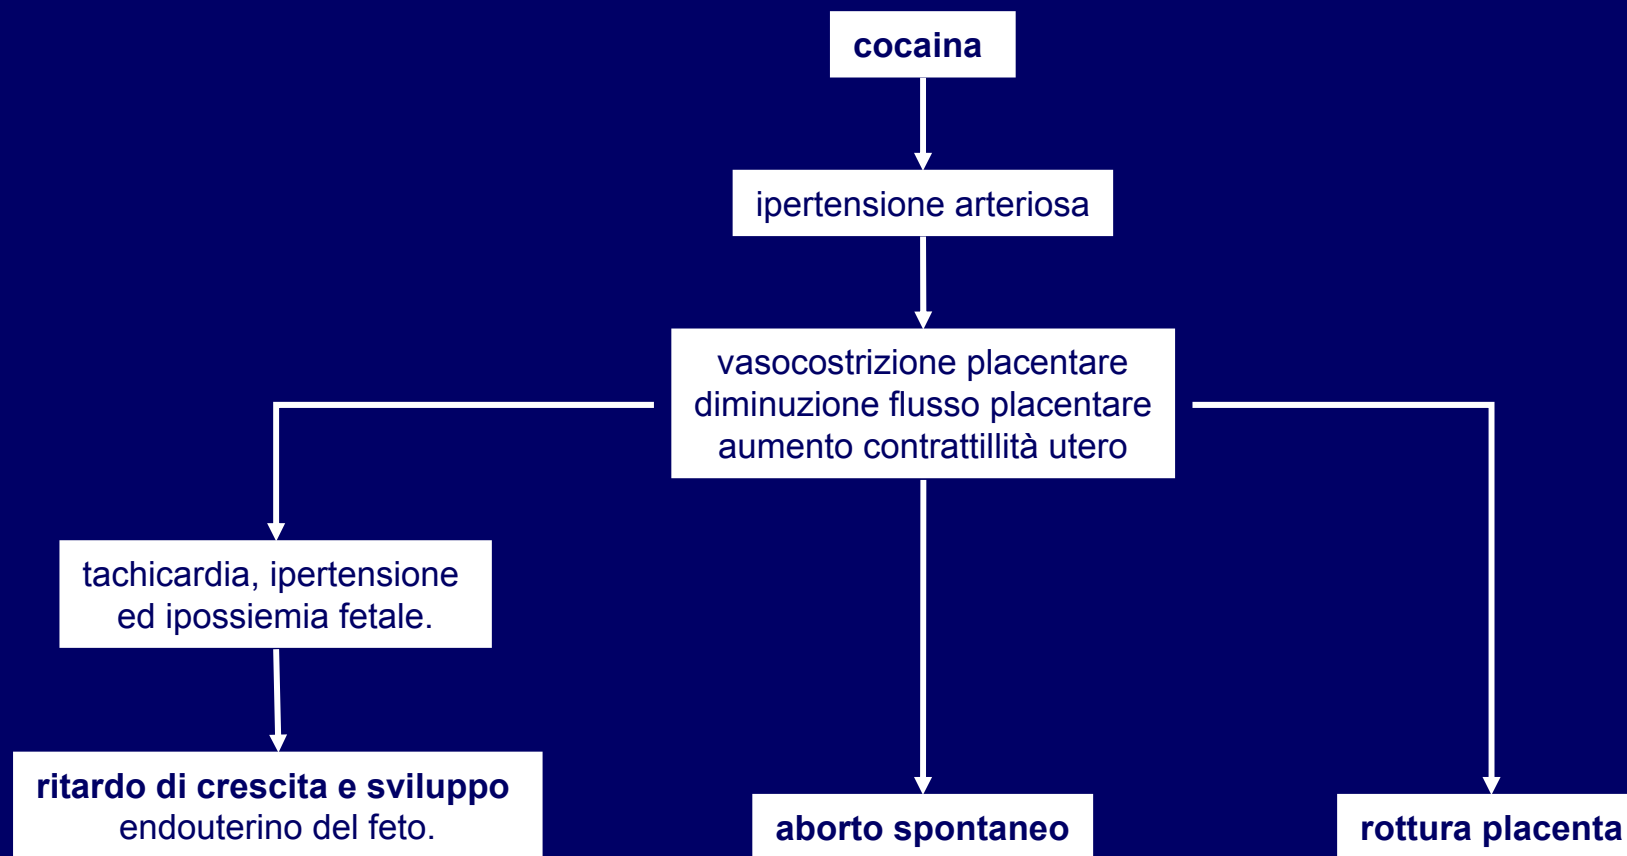 cocaina
ipertensione arteriosa
vasocostrizione placentare
diminuzione flusso placentare
aumento contrattillità utero
tachicardia, ipertensione
ed ipossiemia fetale.
ritardo di crescita e sviluppo
endouterino del feto.
aborto spontaneo
rottura placenta